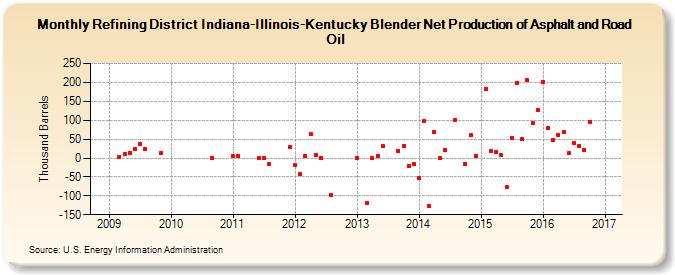 Monthly Refining District Indiana-Illinois-Kentucky Blender Net Production of Asphalt and Road
Oil
Thousand Barrels
250
200
150
100
50
0
-50
-100
-150
2009 2010 2011 2012 2013 2014 2015 2016 2017
Source: U.S. Energy Information Administration